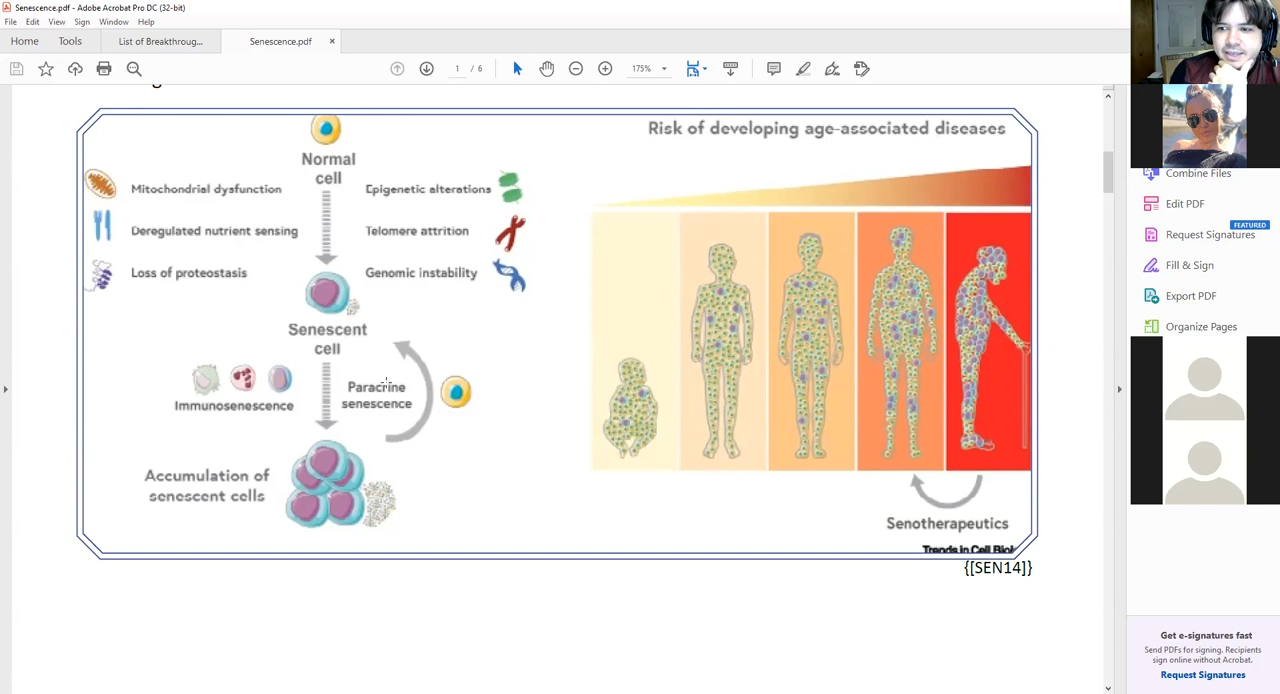 Senescence.pdf - Adobe Acrobat Pro DC (32-bit)
File Edit View Sign Window Help
Home Tools List of Breakthroug... Senescence.pdf ×
1 / 6 175%
Risk of developing age-associated diseases
Normal
cell
Mitochondrial dysfunction
Epigenetic alterations
Deregulated nutrient sensing
Telomere attrition
Loss of proteostasis
Genomic instability
Senescent
cell
Immunosenescence
Paracrine
senescence
Accumulation of
senescent cells
Senotherapeutics
Trends in Cell Biol
{[SEN14]}
Combine Files
Edit PDF
FEATURED
Request Signatures
Fill & Sign
Export PDF
Organize Pages
Get e-signatures fast
Send PDFs for signing. Recipients
sign online without Acrobat.
Request Signatures